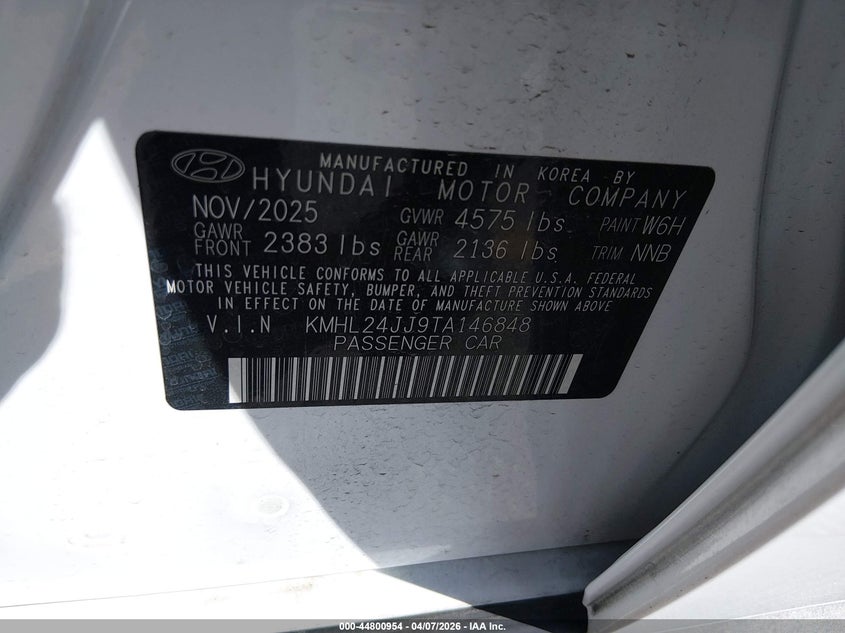 MANUFACTURED IN KOREA BY
HYUNDAI MOTOR COMPANY
NOV/2025 GVWR 4575 lbs. PAINT W6H
GAWR FRONT 2383 lbs GAWR REAR 2136 lbs TRIM NNB
THIS VEHICLE CONFORMS TO ALL APPLICABLE U.S.A. FEDERAL
MOTOR VEHICLE SAFETY, BUMPER, AND THEFT PREVENTION STANDARDS
IN EFFECT ON THE DATE OF MANUFACTURE SHOWN ABOVE
V.I.N KMHL24JJ9TA146848
PASSENGER CAR
000-44800954 - 04/07/2026 - IAA Inc.